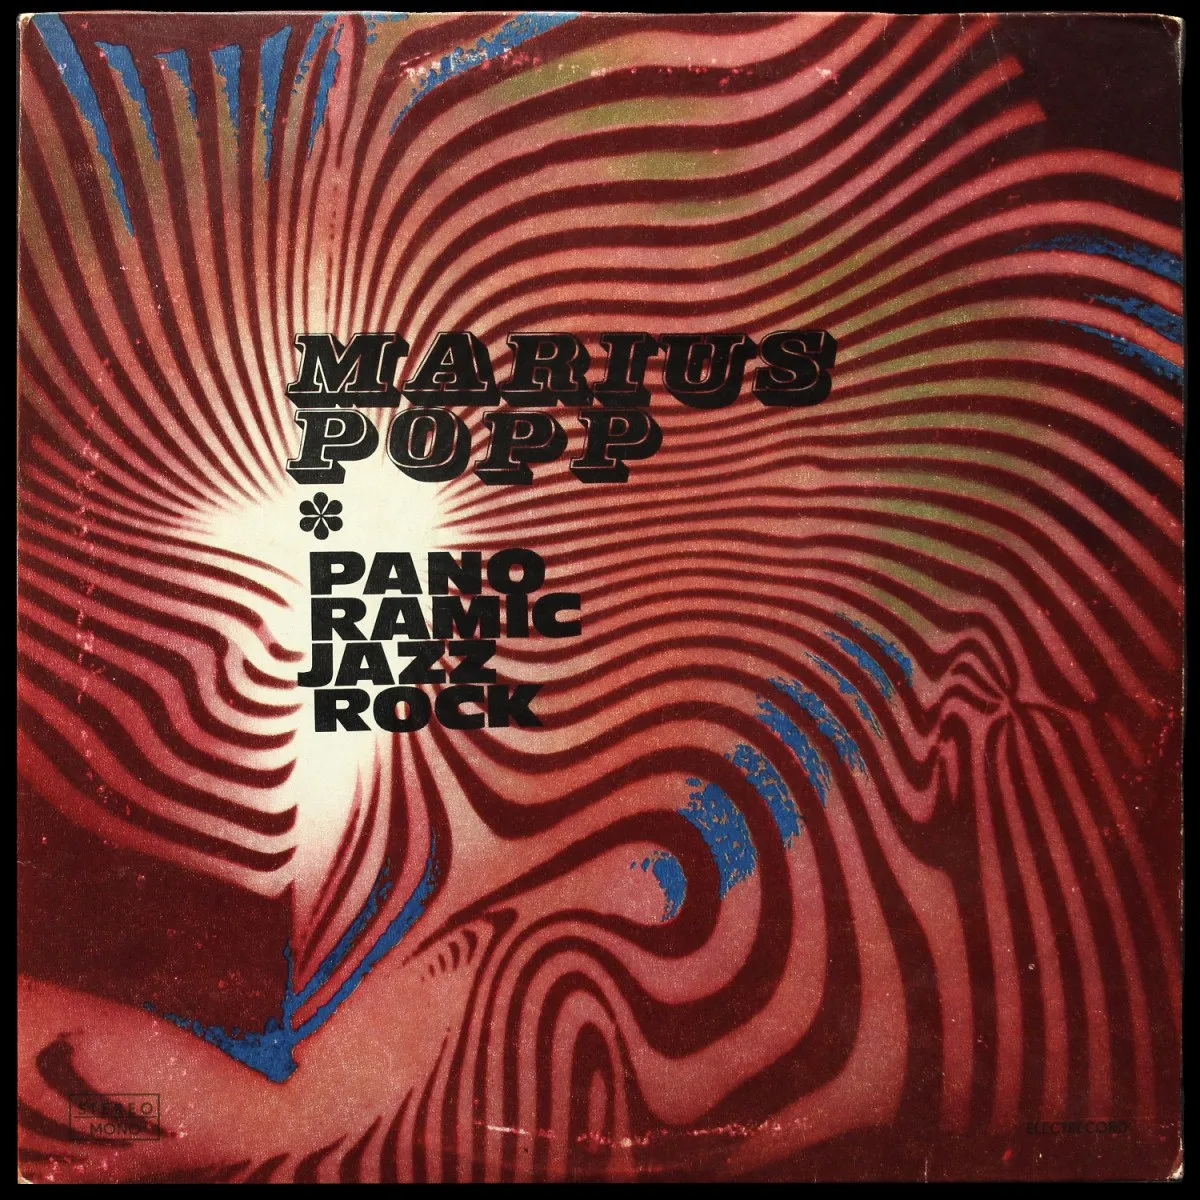 MARIUS
POPP
PANO
RAMIC
JAZZ
ROCK
STEREO
MONO
ELECTRECORD